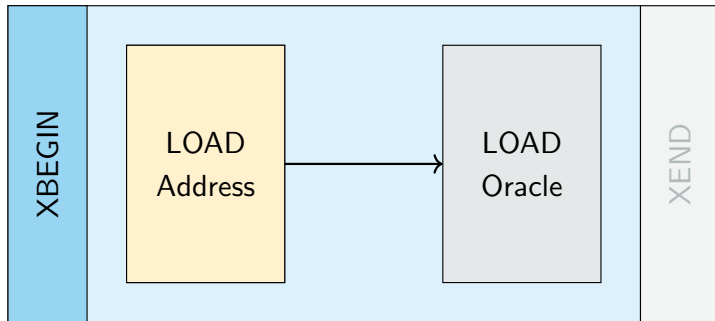 XBEGIN
LOAD
Address
LOAD
Oracle
XEND